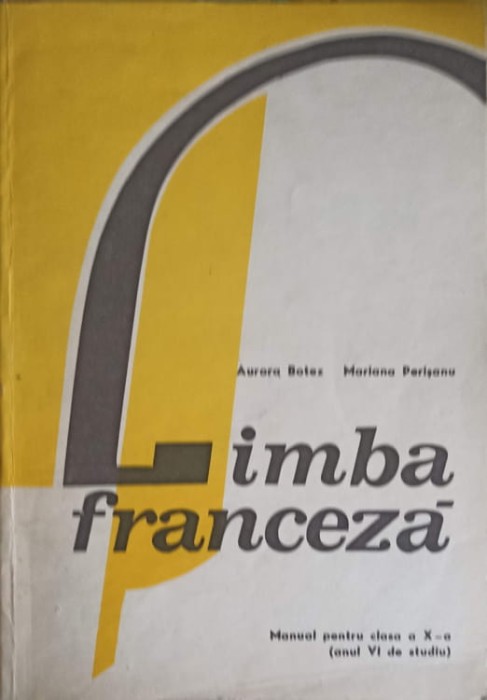 Aurora Botez Mariana Perișanu
Limba
franceză
Manual pentru clasa a X-a
(anul VI de studiu)